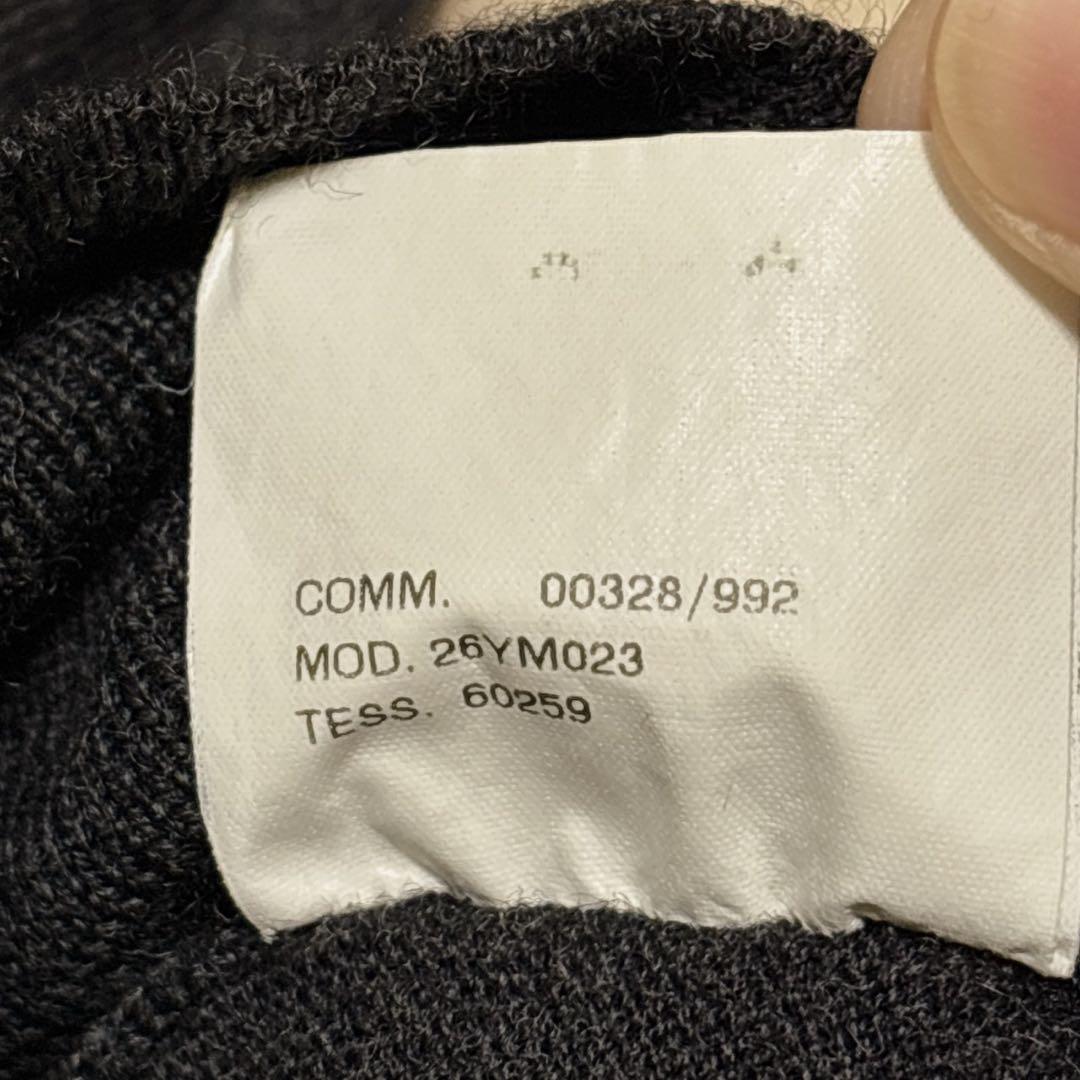 COMM. 00328/992
MOD. 26YM023
TESS. 60259